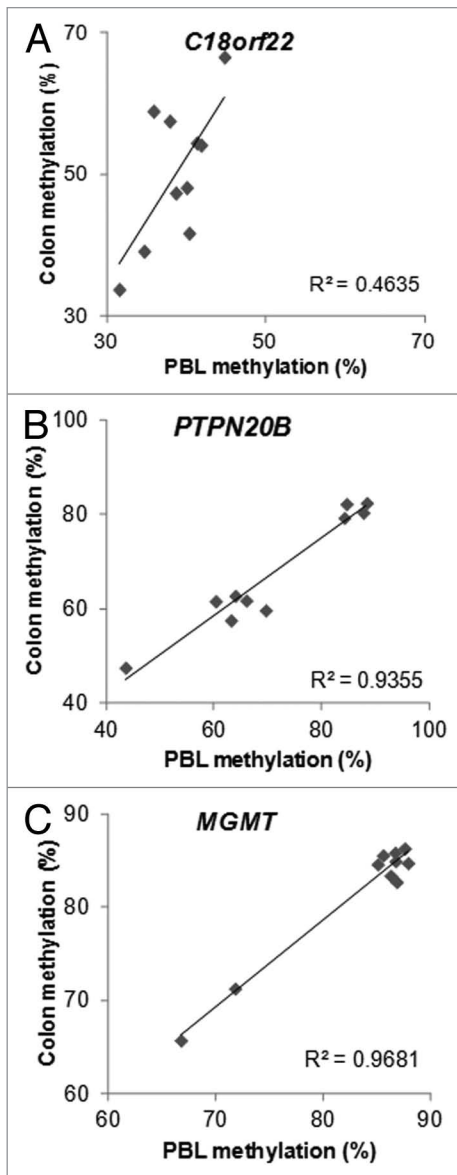 A
C18orf22
70
50
30
Colon methylation (%)
R² = 0.4635
30 50 70
PBL methylation (%)
B
PTPN20B
100
80
60
40
Colon methylation (%)
R² = 0.9355
40 60 80 100
PBL methylation (%)
C
MGMT
90
80
70
60
Colon methylation (%)
R² = 0.9681
60 70 80 90
PBL methylation (%)